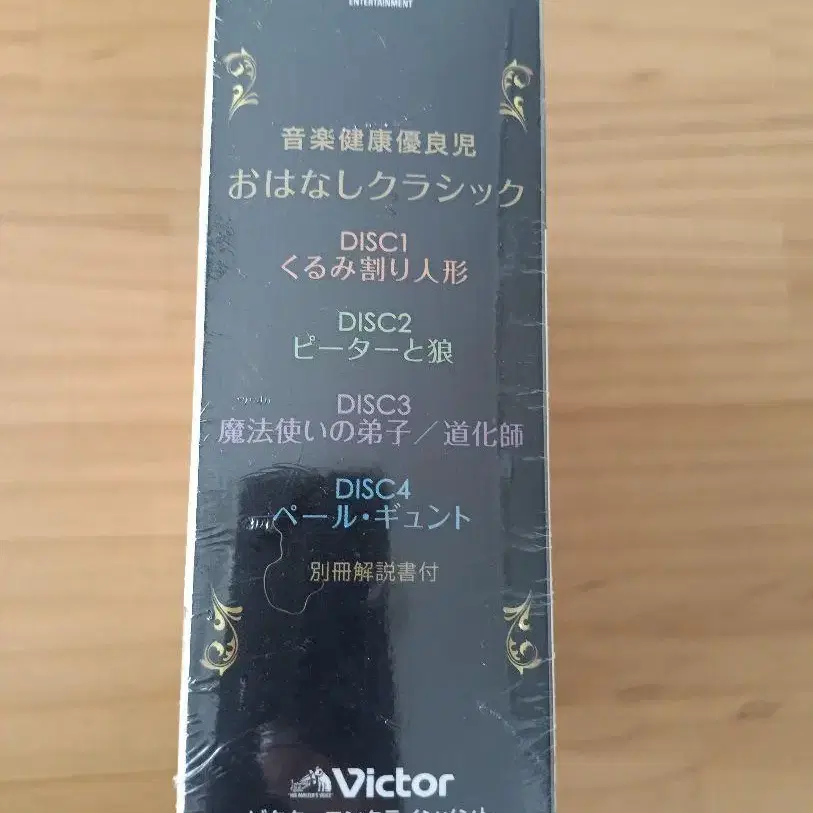 ENTERTAINMENT
音楽健康優良児
おはなしクラシック
DISC1
くるみ割り人形
DISC2
ピーターと狼
DISC3
魔法使いの弟子／道化師
DISC4
ペール・ギュント
別冊解説書付
"HIS MASTER'S VOICE"
Victor